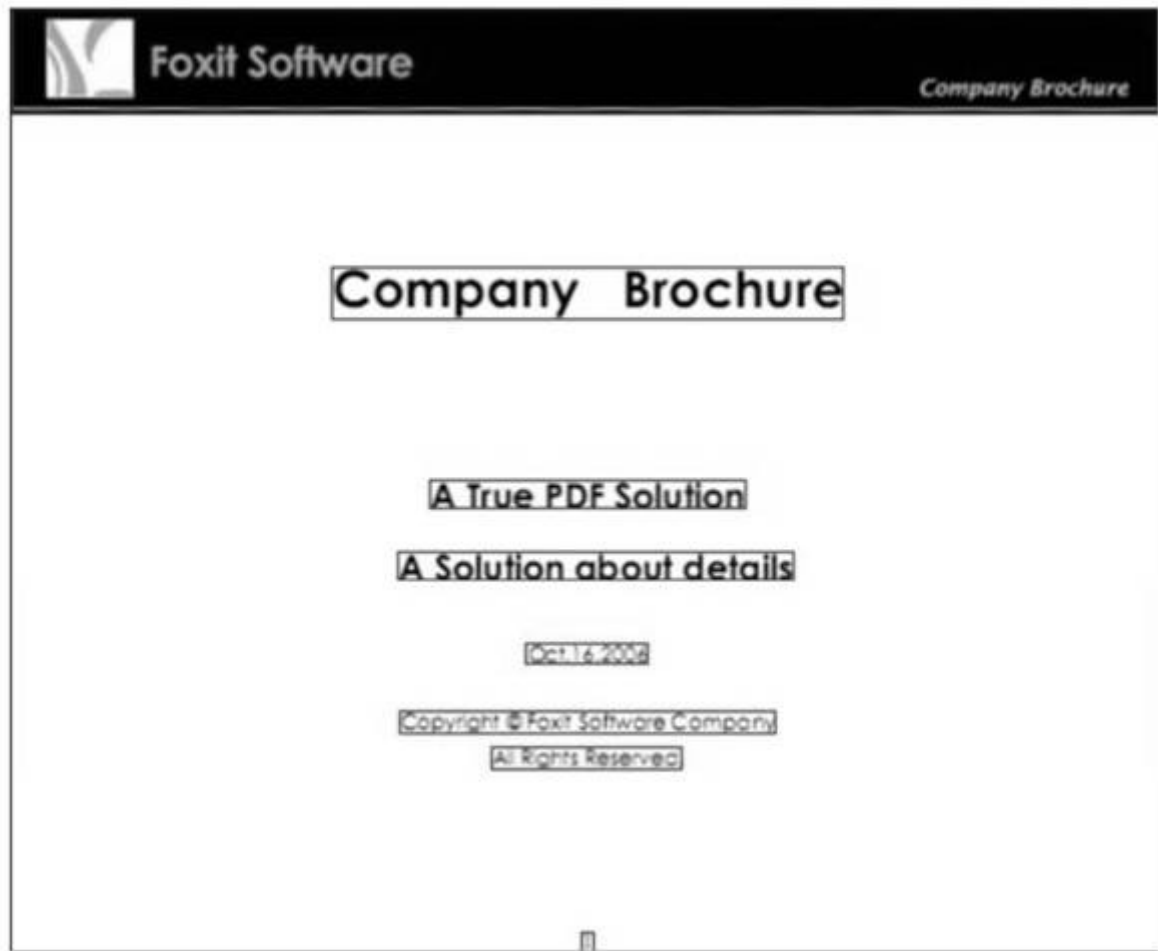 Foxit Software
Company Brochure
Company Brochure
A True PDF Solution
A Solution about details
Oct.16.2006
Copyright © Foxit Software Company
All Rights Reserved